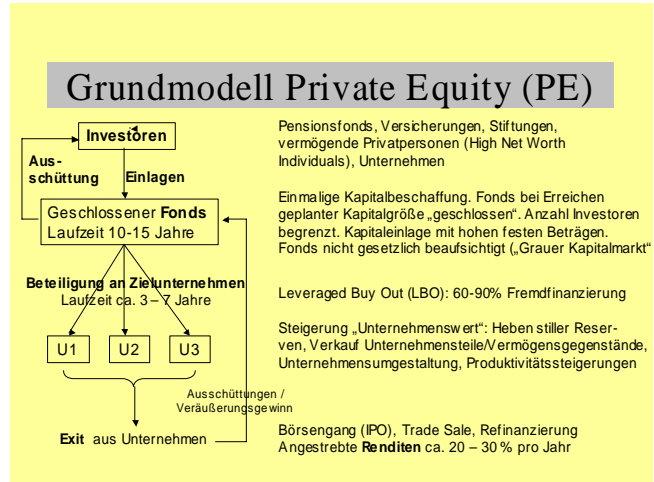 Grundmodell Private Equity (PE)
Investoren
Aus-
schüttung
Einlagen
Geschlossener Fonds
Laufzeit 10-15 Jahre
Beteiligung an Zielunternehmen
Laufzeit ca. 3 – 7 Jahre
U1
U2
U3
Ausschüttungen /
Veräußerungsgewinn
Exit aus Unternehmen
Pensionsfonds, Versicherungen, Stiftungen,
vermögende Privatpersonen (High Net Worth
Individuals), Unternehmen
Einmalige Kapitalbeschaffung. Fonds bei Erreichen
geplanter Kapitalgröße „geschlossen“. Anzahl Investoren
begrenzt. Kapitaleinlage mit hohen festen Beträgen.
Fonds nicht gesetzlich beaufsichtigt („Grauer Kapitalmarkt“
Leveraged Buy Out (LBO): 60-90% Fremdfinanzierung
Steigerung „Unternehmenswert“: Heben stiller Reser-
ven, Verkauf Unternehmensteile/Vermögensgegenstände,
Unternehmensumgestaltung, Produktivitätssteigerungen
Börsengang (IPO), Trade Sale, Refinanzierung
Angestrebte Renditen ca. 20 – 30 % pro Jahr